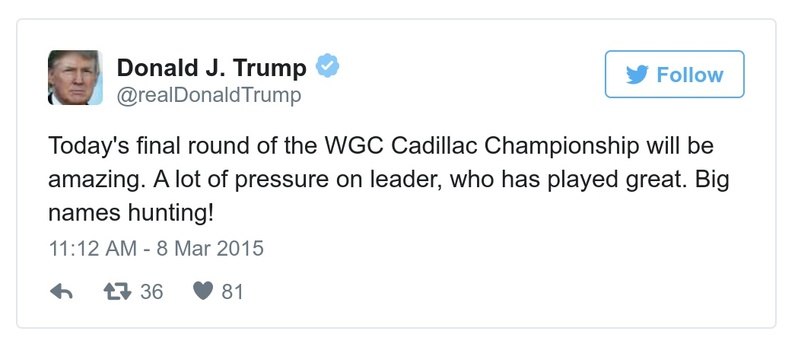 Donald J. Trump
@realDonaldTrump
Follow
Today's final round of the WGC Cadillac Championship will be
amazing. A lot of pressure on leader, who has played great. Big
names hunting!
11:12 AM - 8 Mar 2015
36 81